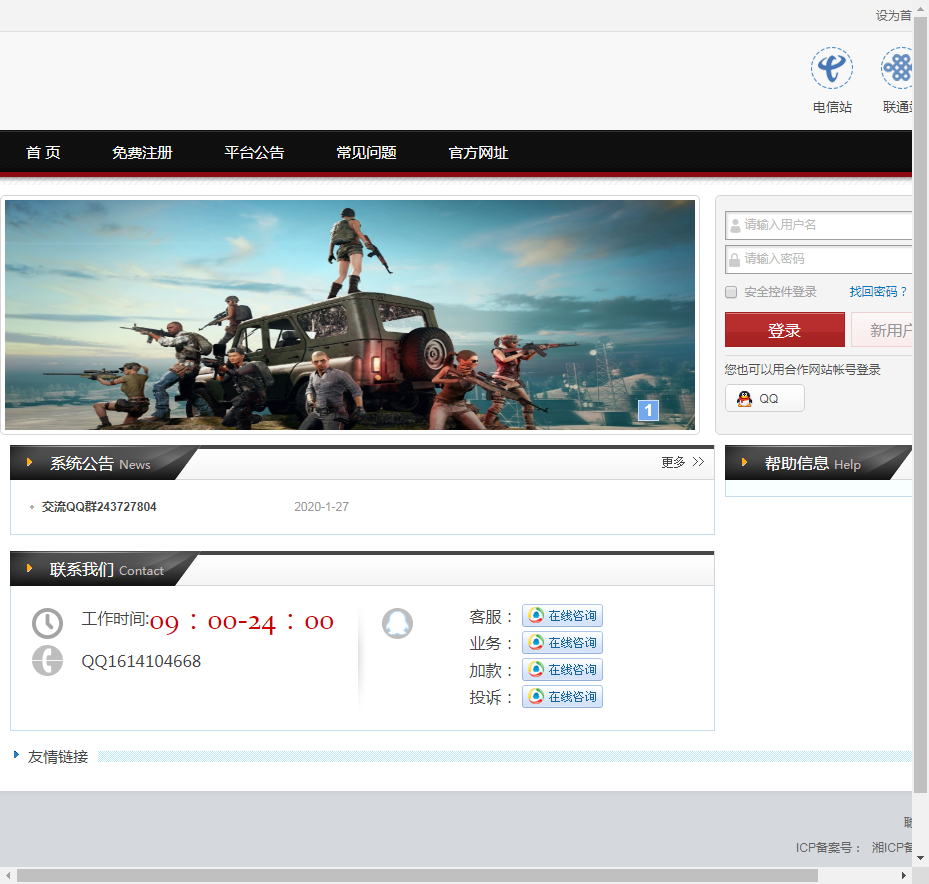 设为首
电信站
联通站
首 页 免费注册 平台公告 常见问题 官方网址
请输入用户名
请输入密码
安全控件登录 找回密码？
登录 新用户
您也可以用合作网站帐号登录
QQ
1
系统公告 News 更多
交流QQ群243727804 2020-1-27
帮助信息 Help
联系我们 Contact
工作时间:09：00-24：00
QQ1614104668
客服： 在线咨询
业务： 在线咨询
加款： 在线咨询
投诉： 在线咨询
友情链接
ICP备案号： 湘ICP备